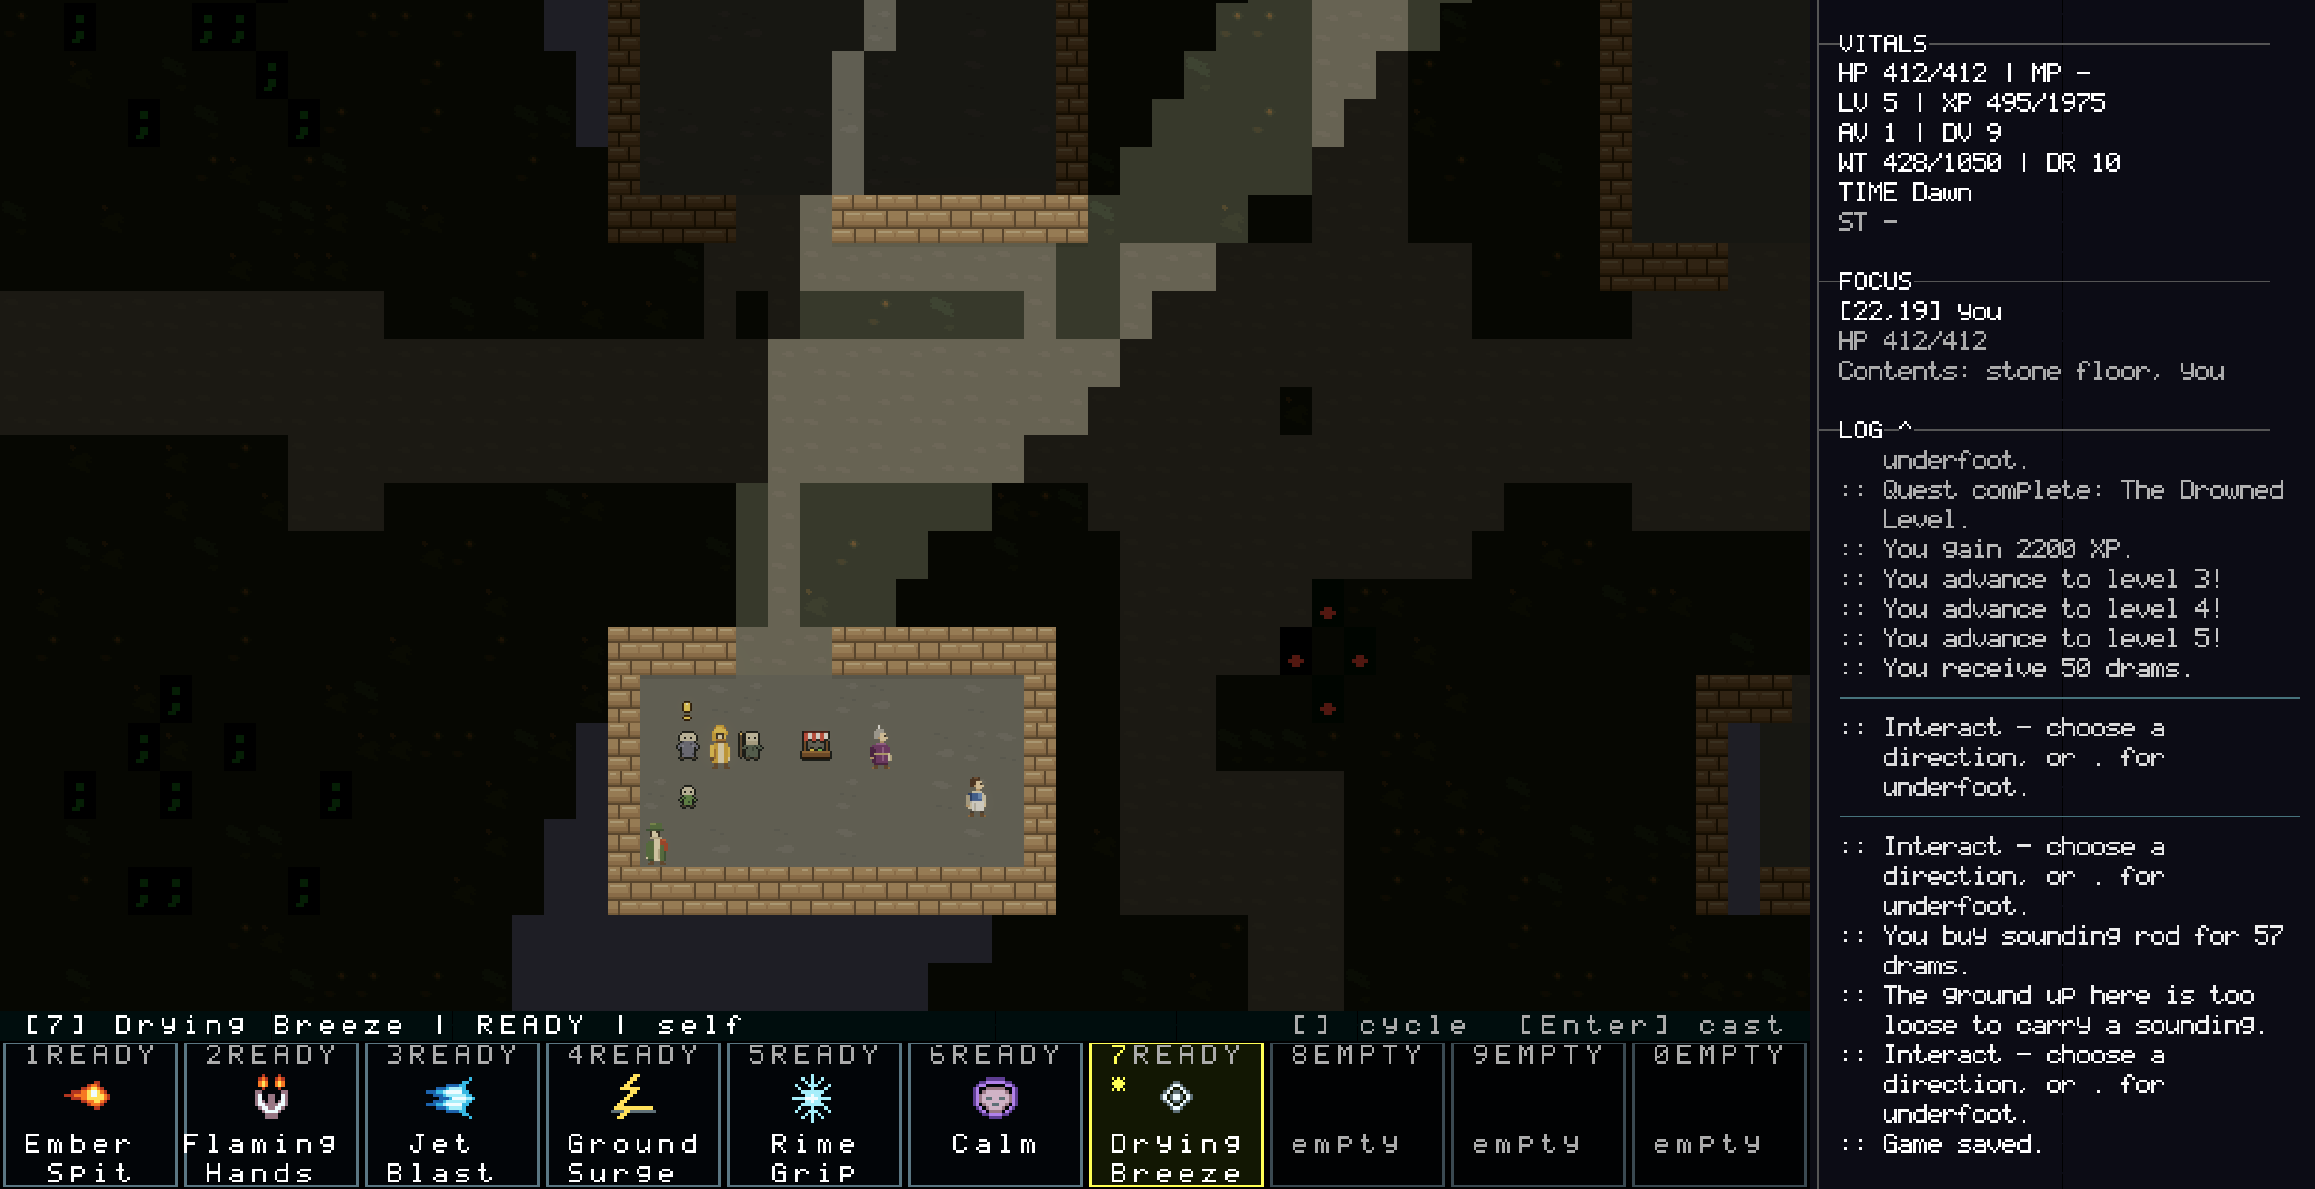 VITALS
HP 412/412 | MP -
LV 5 | XP 495/1975
AV 1 | DV 9
WT 428/1050 | DR 10
TIME Dawn
ST -
FOCUS
[22,19] you
HP 412/412
Contents: stone floor, you
LOG ^
underfoot.
:: Quest complete: The Drowned
Level.
:: You gain 2200 XP.
:: You advance to level 3!
:: You advance to level 4!
:: You advance to level 5!
:: You receive 50 drams.
:: Interact - choose a
direction, or . for
underfoot.
:: Interact - choose a
direction, or . for
underfoot.
:: You buy sounding rod for 57
drams.
:: The ground up here is too
loose to carry a sounding.
:: Interact - choose a
direction, or . for
underfoot.
:: Game saved.
[7] Drying Breeze | READY | self
[] cycle [Enter] cast
1READY
Ember
Spit
2READY
Flaming
Hands
3READY
Jet
Blast
4READY
Ground
Surge
5READY
Rime
Grip
6READY
Calm
7READY
Drying
Breeze
8EMPTY
empty
9EMPTY
empty
0EMPTY
empty